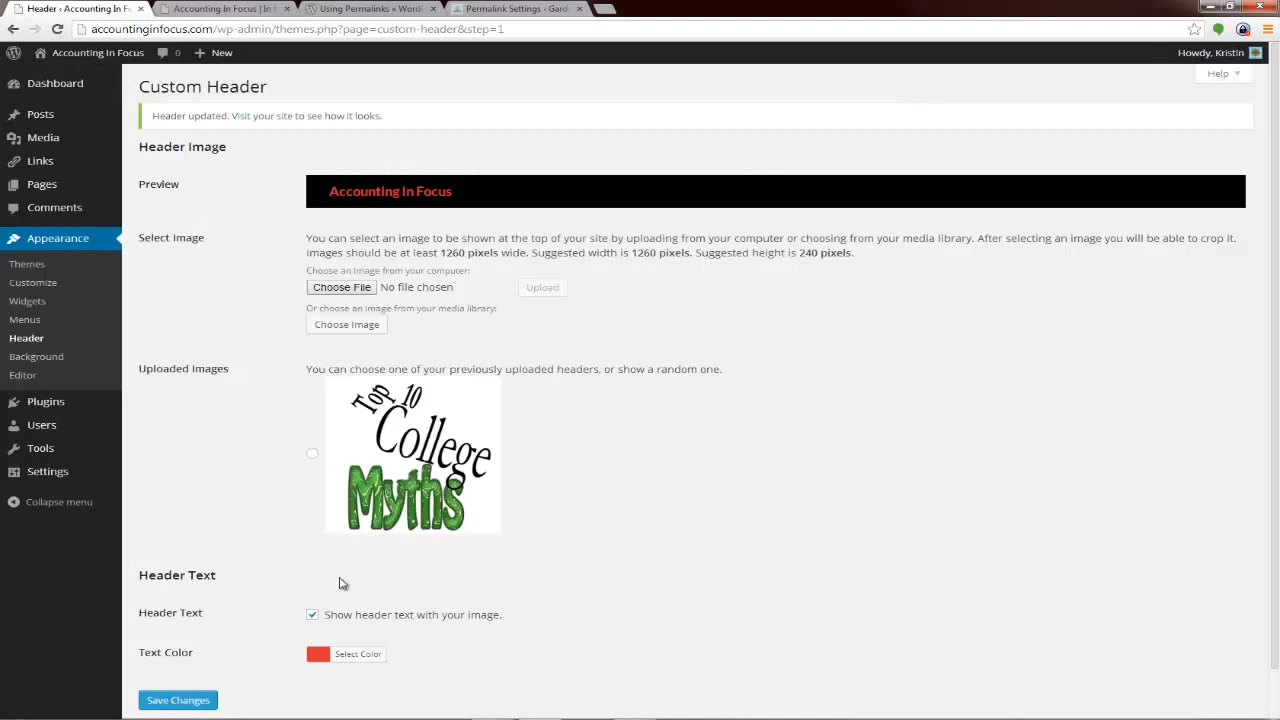 Header ‹ Accounting In Fo
Accounting In Focus | In F
Using Permalinks « WordP
Permalink Settings ‹ Gard
accountinginfocus.com/wp-admin/themes.php?page=custom-header&step=1
Accounting In Focus 0 New
Howdy, Kristin
Dashboard
Posts
Media
Links
Pages
Comments
Appearance
Themes
Customize
Widgets
Menus
Header
Background
Editor
Plugins
Users
Tools
Settings
Collapse menu
Help
Custom Header
Header updated. Visit your site to see how it looks.
Header Image
Preview
Accounting In Focus
Select Image
You can select an image to be shown at the top of your site by uploading from your computer or choosing from your media library. After selecting an image you will be able to crop it.
Images should be at least 1260 pixels wide. Suggested width is 1260 pixels. Suggested height is 240 pixels.
Choose an image from your computer:
Choose File No file chosen Upload
Or choose an image from your media library:
Choose Image
Uploaded Images
You can choose one of your previously uploaded headers, or show a random one.
Top 10
College
Myths
Header Text
Header Text
Show header text with your image.
Text Color
Select Color
Save Changes